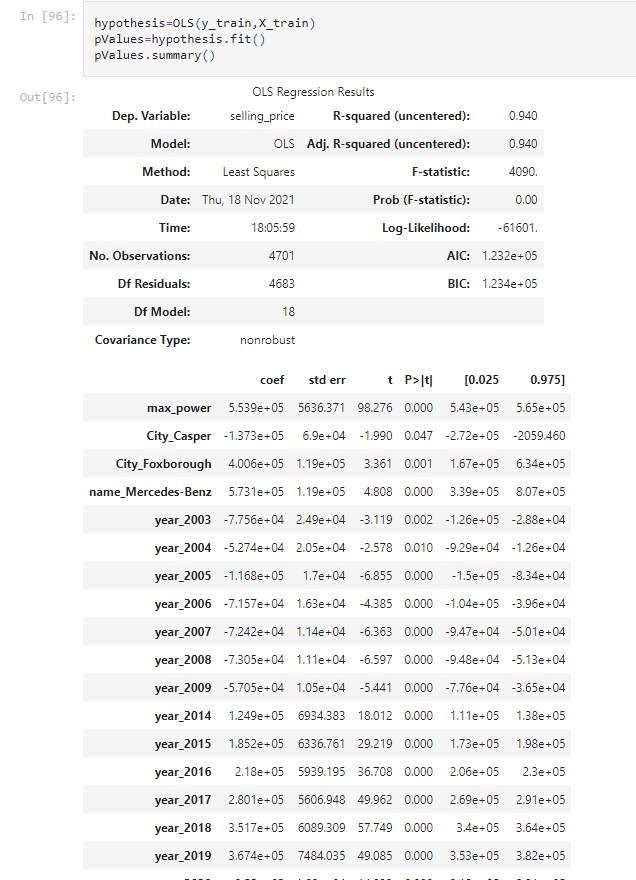 In [96]:
hypothesis=OLS(y_train,X_train)
pValues=hypothesis.fit()
pValues.summary()
Out[96]:
OLS Regression Results
Dep. Variable: selling_price R-squared (uncentered): 0.940
Model: OLS Adj. R-squared (uncentered): 0.940
Method: Least Squares F-statistic: 4090.
Date: Thu, 18 Nov 2021 Prob (F-statistic): 0.00
Time: 18:05:59 Log-Likelihood: -61601.
No. Observations: 4701 AIC: 1.232e+05
Df Residuals: 4683 BIC: 1.234e+05
Df Model: 18
Covariance Type: nonrobust
coef std err t P>|t| [0.025 0.975]
max_power 5.539e+05 5636.371 98.276 0.000 5.43e+05 5.65e+05
City_Casper -1.373e+05 6.9e+04 -1.990 0.047 -2.72e+05 -2059.460
City_Foxborough 4.006e+05 1.19e+05 3.361 0.001 1.67e+05 6.34e+05
name_Mercedes-Benz 5.731e+05 1.19e+05 4.808 0.000 3.39e+05 8.07e+05
year_2003 -7.756e+04 2.49e+04 -3.119 0.002 -1.26e+05 -2.88e+04
year_2004 -5.274e+04 2.05e+04 -2.578 0.010 -9.29e+04 -1.26e+04
year_2005 -1.168e+05 1.7e+04 -6.855 0.000 -1.5e+05 -8.34e+04
year_2006 -7.157e+04 1.63e+04 -4.385 0.000 -1.04e+05 -3.96e+04
year_2007 -7.242e+04 1.14e+04 -6.363 0.000 -9.47e+04 -5.01e+04
year_2008 -7.305e+04 1.11e+04 -6.597 0.000 -9.48e+04 -5.13e+04
year_2009 -5.705e+04 1.05e+04 -5.441 0.000 -7.76e+04 -3.65e+04
year_2014 1.249e+05 6934.383 18.012 0.000 1.11e+05 1.38e+05
year_2015 1.852e+05 6336.761 29.219 0.000 1.73e+05 1.98e+05
year_2016 2.18e+05 5939.195 36.708 0.000 2.06e+05 2.3e+05
year_2017 2.801e+05 5606.948 49.962 0.000 2.69e+05 2.91e+05
year_2018 3.517e+05 6089.309 57.749 0.000 3.4e+05 3.64e+05
year_2019 3.674e+05 7484.035 49.085 0.000 3.53e+05 3.82e+05